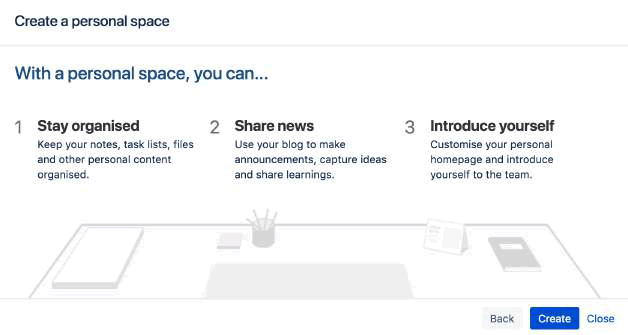 Create a personal space
With a personal space, you can...
1 Stay organised
Keep your notes, task lists, files
and other personal content
organised.
2 Share news
Use your blog to make
announcements, capture ideas
and share learnings.
3 Introduce yourself
Customise your personal
homepage and introduce
yourself to the team.
Back Create Close